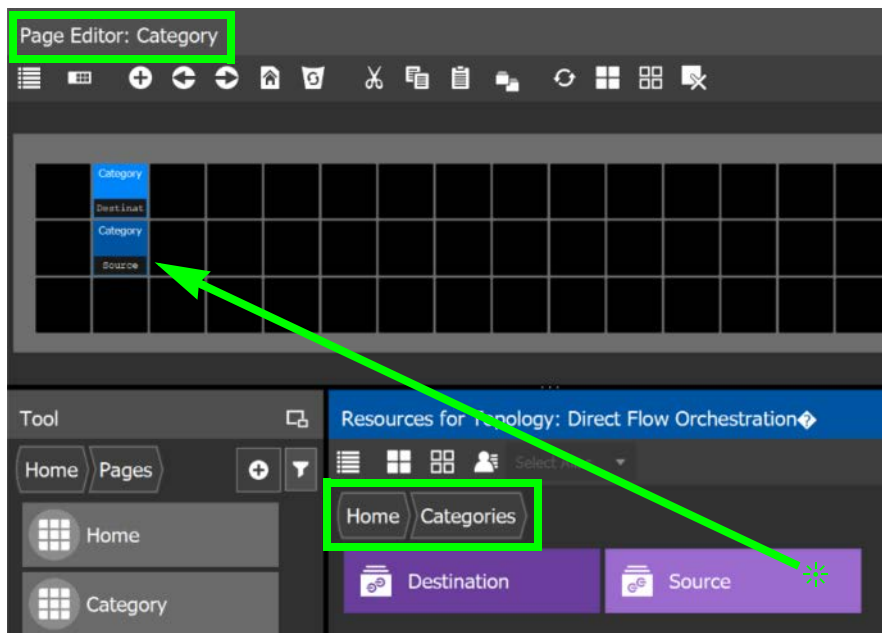 Page Editor: Category
Category
Destinat
Category
Source
Tool
Resources for Topology: Direct Flow Orchestration�
Home Pages
Select
Home Categories
Home
Destination
Source
Category